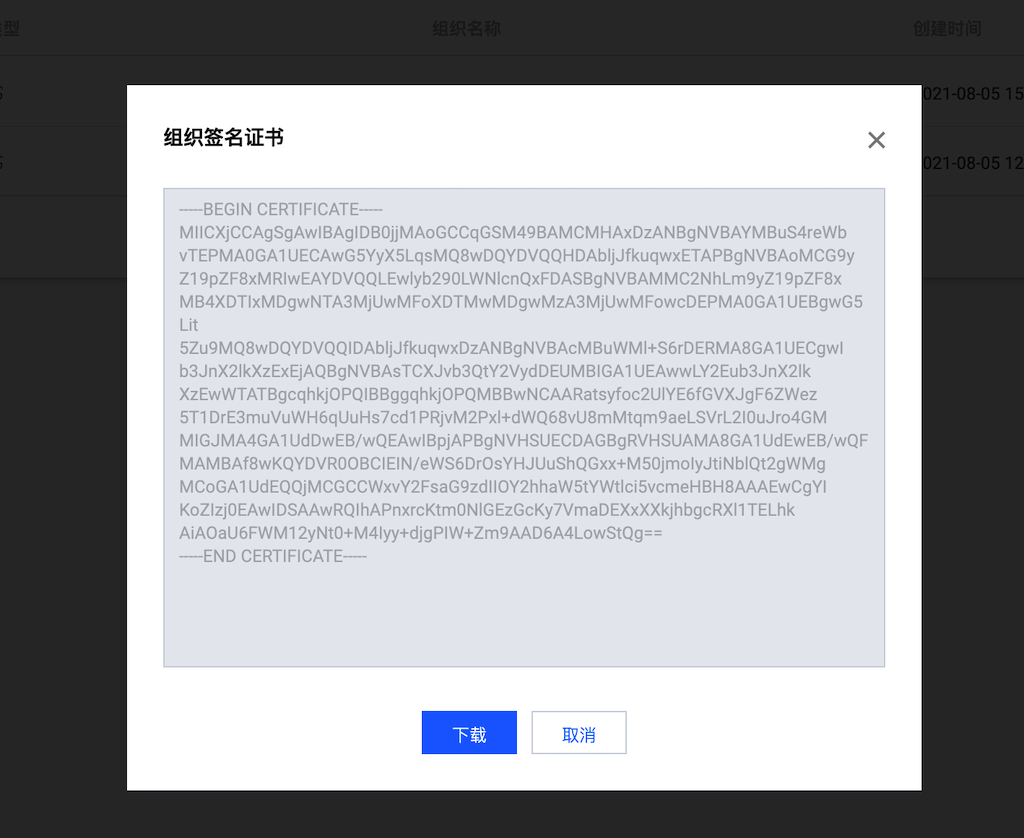 类型
组织名称
创建时间
021-08-05 15
021-08-05 12
组织签名证书
-----BEGIN CERTIFICATE-----
MIICXjCCAgSgAwIBAgIDB0jjMAoGCCqGSM49BAMCMHAxDzANBgNVBAYMBuS4reWb
vTEPMA0GA1UECAwG5YyX5LqsMQ8wDQYDVQQHDAbljJfkuqwxETAPBgNVBAoMCG9y
Z19pZF8xMRIwEAYDVQQLEwlyb290LWNlcnQxFDASBgNVBAMMC2NhLm9yZ19pZF8x
MB4XDTIxMDgwNTA3MjUwMFoXDTMwMDgwMzA3MjUwMFowcDEPMA0GA1UEBgwG5
Lit
5Zu9MQ8wDQYDVQQIDAbljJfkuqwxDzANBgNVBAcMBuWMl+S6rDERMA8GA1UECgwI
b3JnX2lkXzExEjAQBgNVBAsTCXJvb3QtY2VydDEUMBIGA1UEAwwLY2Eub3JnX2lk
XzEwWTATBgcqhkjOPQIBBggqhkjOPQMBBwNCAARatsyfoc2UlYE6fGVXJgF6ZWez
5T1DrE3muVuWH6qUuHs7cd1PRjvM2Pxl+dWQ68vU8mMtqm9aeLSVrL2I0uJro4GM
MIGJMA4GA1UdDwEB/wQEAwIBpjAPBgNVHSUECDAGBgRVHSUAMA8GA1UdEwEB/wQF
MAMBAf8wKQYDVR0OBCIEIN/eWS6DrOsYHJUuShQGxx+M50jmoIyJtiNblQt2gWMg
MCoGA1UdEQQjMCGCCWxvY2FsaG9zdIIOY2hhaW5tYWtlci5vcmeHBH8AAAEwCgYI
KoZIzj0EAwIDSAAwRQIhAPnxrcKtm0NlGEzGcKy7VmaDEXxXXkjhbgcRXl1TELhk
AiAOaU6FWM12yNt0+M4Iyy+djgPIW+Zm9AAD6A4LowStQg==
-----END CERTIFICATE-----
下载
取消